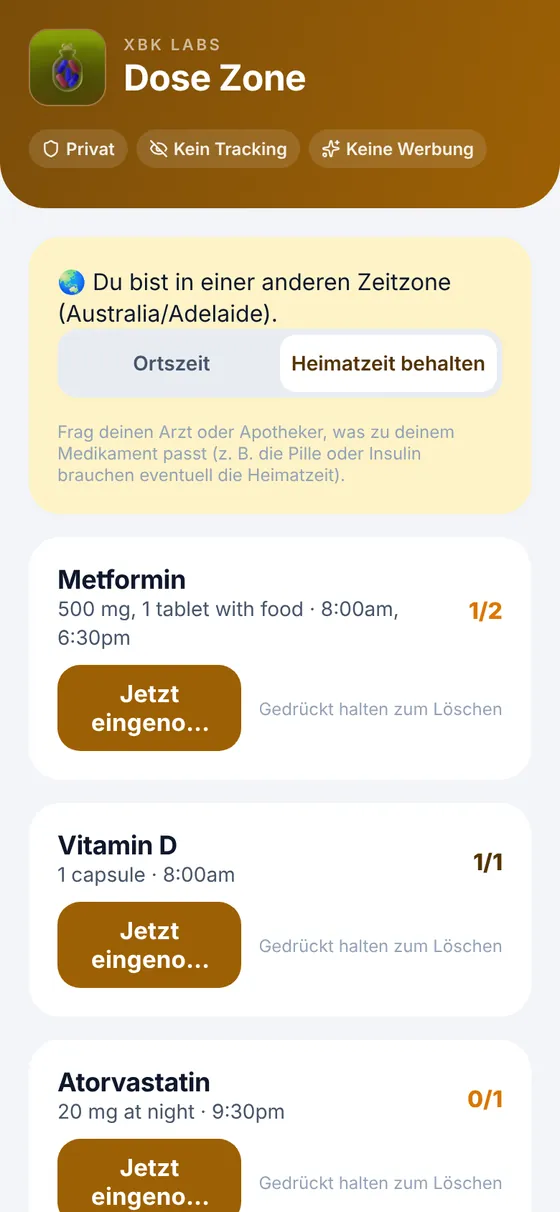 XBK LABS
Dose Zone
Privat
Kein Tracking
Keine Werbung
🌏 Du bist in einer anderen Zeitzone
(Australia/Adelaide).
Ortszeit
Heimatzeit behalten
Frag deinen Arzt oder Apotheker, was zu deinem
Medikament passt (z. B. die Pille oder Insulin
brauchen eventuell die Heimatzeit).
Metformin
500 mg, 1 tablet with food · 8:00am,
6:30pm
1/2
Jetzt
eingeno...
Gedrückt halten zum Löschen
Vitamin D
1 capsule · 8:00am
1/1
Jetzt
eingeno...
Gedrückt halten zum Löschen
Atorvastatin
20 mg at night · 9:30pm
0/1
Jetzt
eingeno...
Gedrückt halten zum Löschen